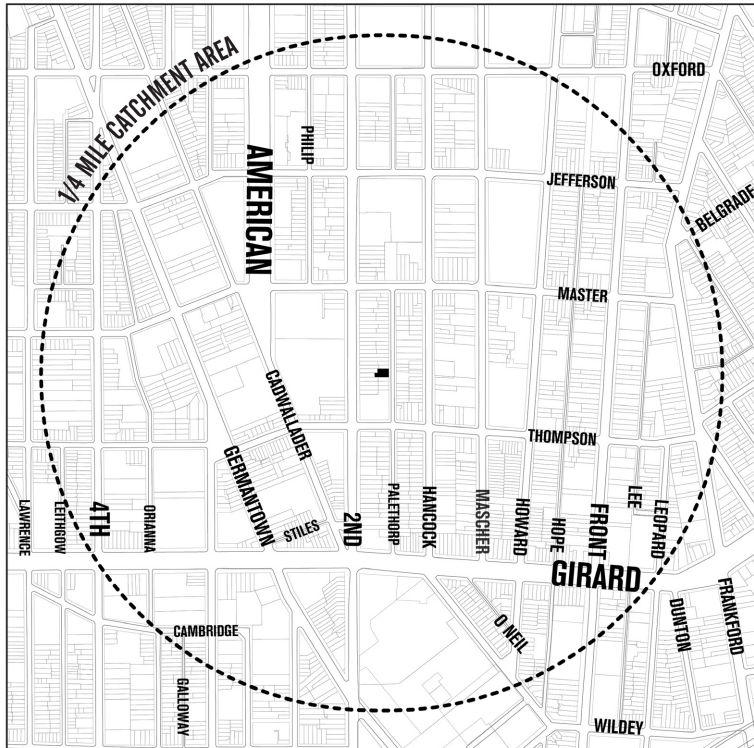 OXFORD
1/4 MILE CATCHMENT AREA
PHILIP
AMERICAN
JEFFERSON
BELGRADE
MASTER
CADWALLADER
THOMPSON
GERMANTOWN
LAWRENCE
LEITHGOW
4TH
ORIANNA
STILES
2ND
PALETHORP
HANCOCK
MASCHER
HOWARD
HOPE
FRONT
LEE
LEOPARD
GIRARD
CAMBRIDGE
GALLOWAY
O NEIL
DUNTON
FRANKFORD
WILDEY